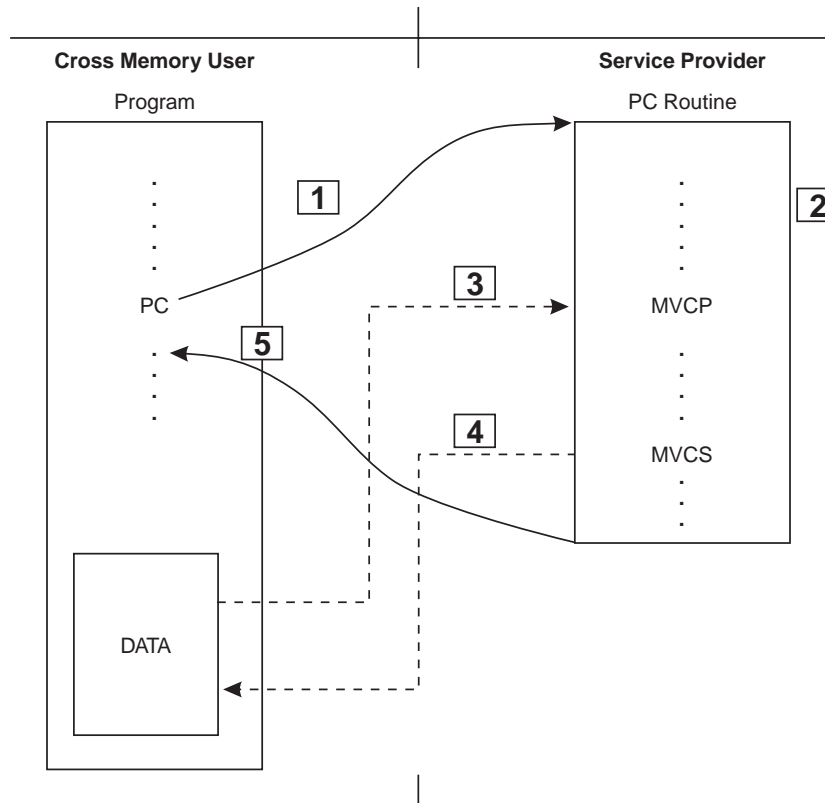 Cross Memory User
Service Provider
Program
PC Routine
1
2
3
PC
MVCP
5
4
MVCS
DATA